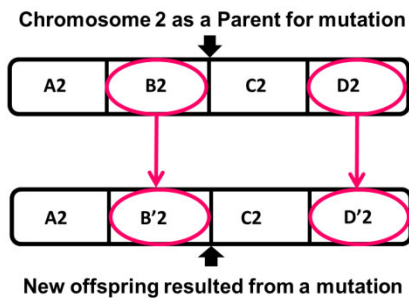 Chromosome 2 as a Parent for mutation
A2 B2 C2 D2
A2 B'2 C2 D'2
New offspring resulted from a mutation